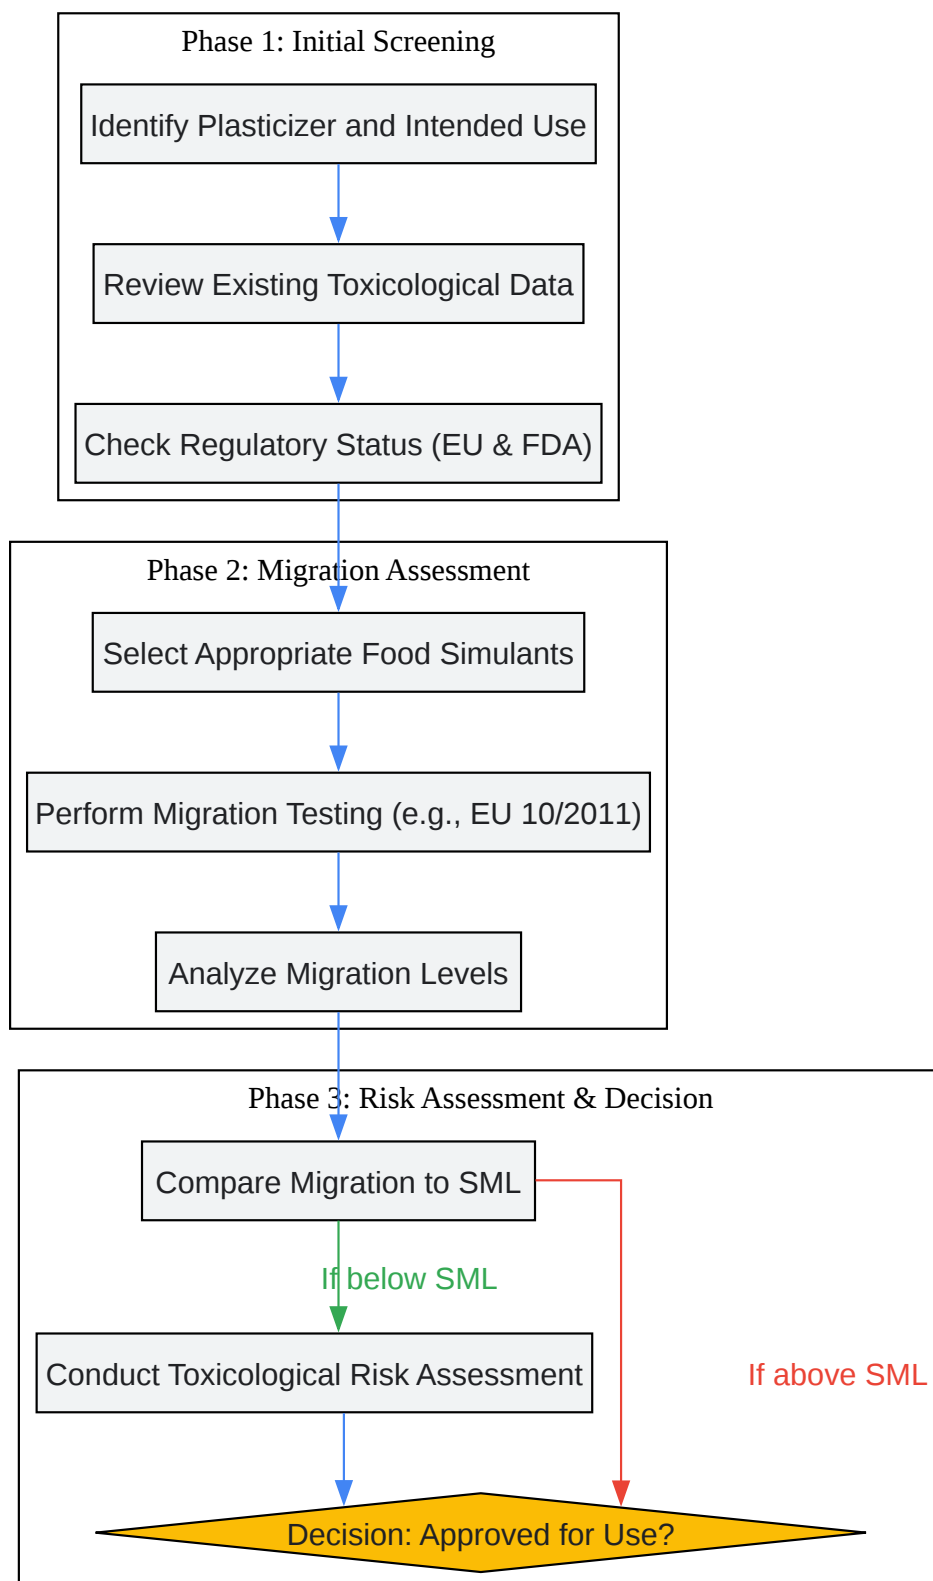 Phase 1: Initial Screening
Identify Plasticizer and Intended Use
Review Existing Toxicological Data
Check Regulatory Status (EU & FDA)
Phase 2: Migration Assessment
Select Appropriate Food Simulants
Perform Migration Testing (e.g., EU 10/2011)
Analyze Migration Levels
Phase 3: Risk Assessment & Decision
Compare Migration to SML
If below SML
Conduct Toxicological Risk Assessment
If above SML
Decision: Approved for Use?